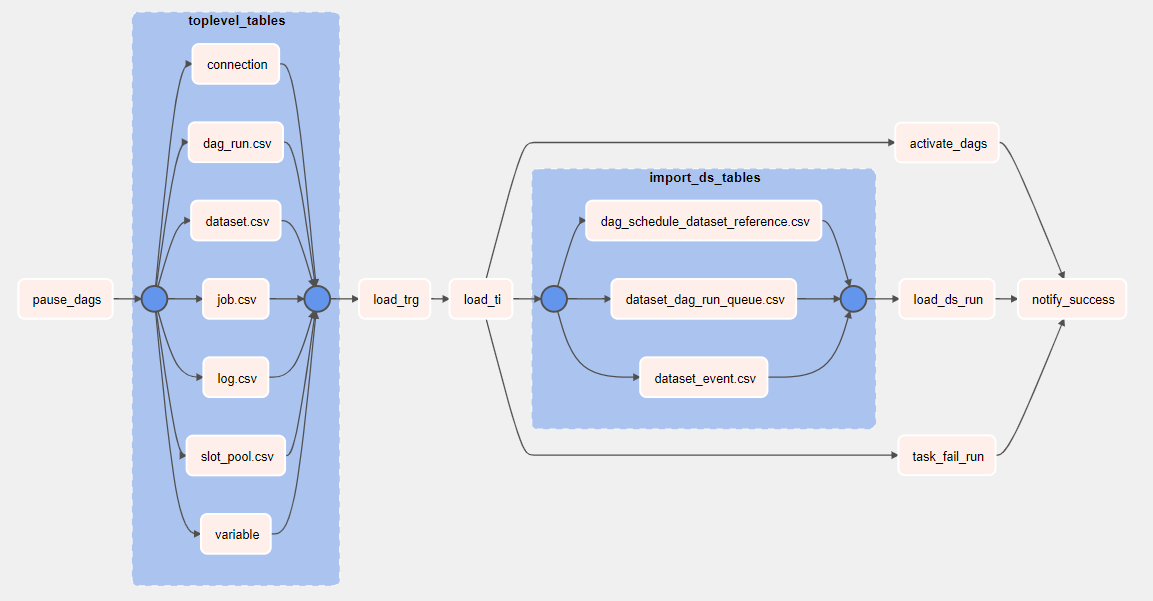 toplevel_tables
connection
dag_run.csv
dataset.csv
job.csv
log.csv
slot_pool.csv
variable
pause_dags
load_trg
load_ti
import_ds_tables
dag_schedule_dataset_reference.csv
dataset_dag_run_queue.csv
dataset_event.csv
activate_dags
load_ds_run
task_fail_run
notify_success